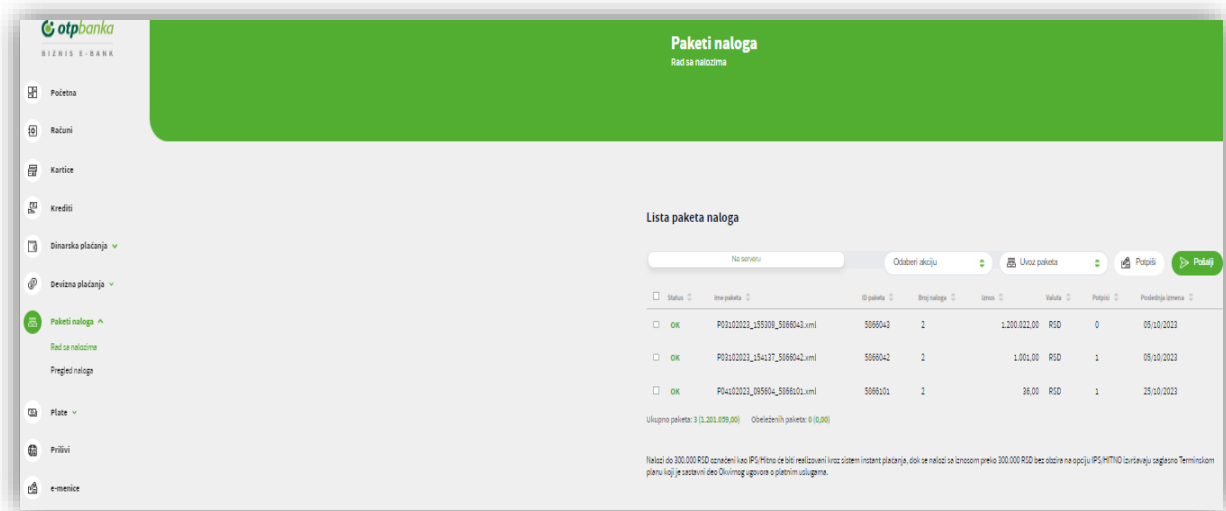 otpbanka
BIZNIS E-BANK
Početna
Računi
Kartice
Krediti
Dinarska plaćanja
Devizna plaćanja
Paketi naloga
Rad sa nalozima
Pregled naloga
Plate
Prilivi
e-menice
Paketi naloga
Rad sa nalozima
Lista paketa naloga
Na serveru Odaberi akciju Uvoz paketa Potpiši Pošalji
Status Ime paketa ID paketa Broj naloga Iznos Valuta Potpisi Poslednja izmena
OK P03102023_155309_5866043.xml 5866043 2 1.200.022,00 RSD 0 05/10/2023
OK P03102023_154137_5866042.xml 5866042 2 1.001,00 RSD 1 05/10/2023
OK P04102023_095604_5866101.xml 5866101 2 36,00 RSD 1 25/10/2023
Ukupno paketa: 3 (1.201.059,00) Obeleženih paketa: 0 (0,00)
Nalozi do 300.000 RSD označeni kao IPS/Hitno će biti realizovani kroz sistem instant plaćanja, dok se nalozi sa iznosom preko 300.000 RSD bez obzira na opciju IPS/HITNO izvršavaju saglasno Terminskom
planu koji je sastavni deo Okvirnog ugovora o platnim uslugama.